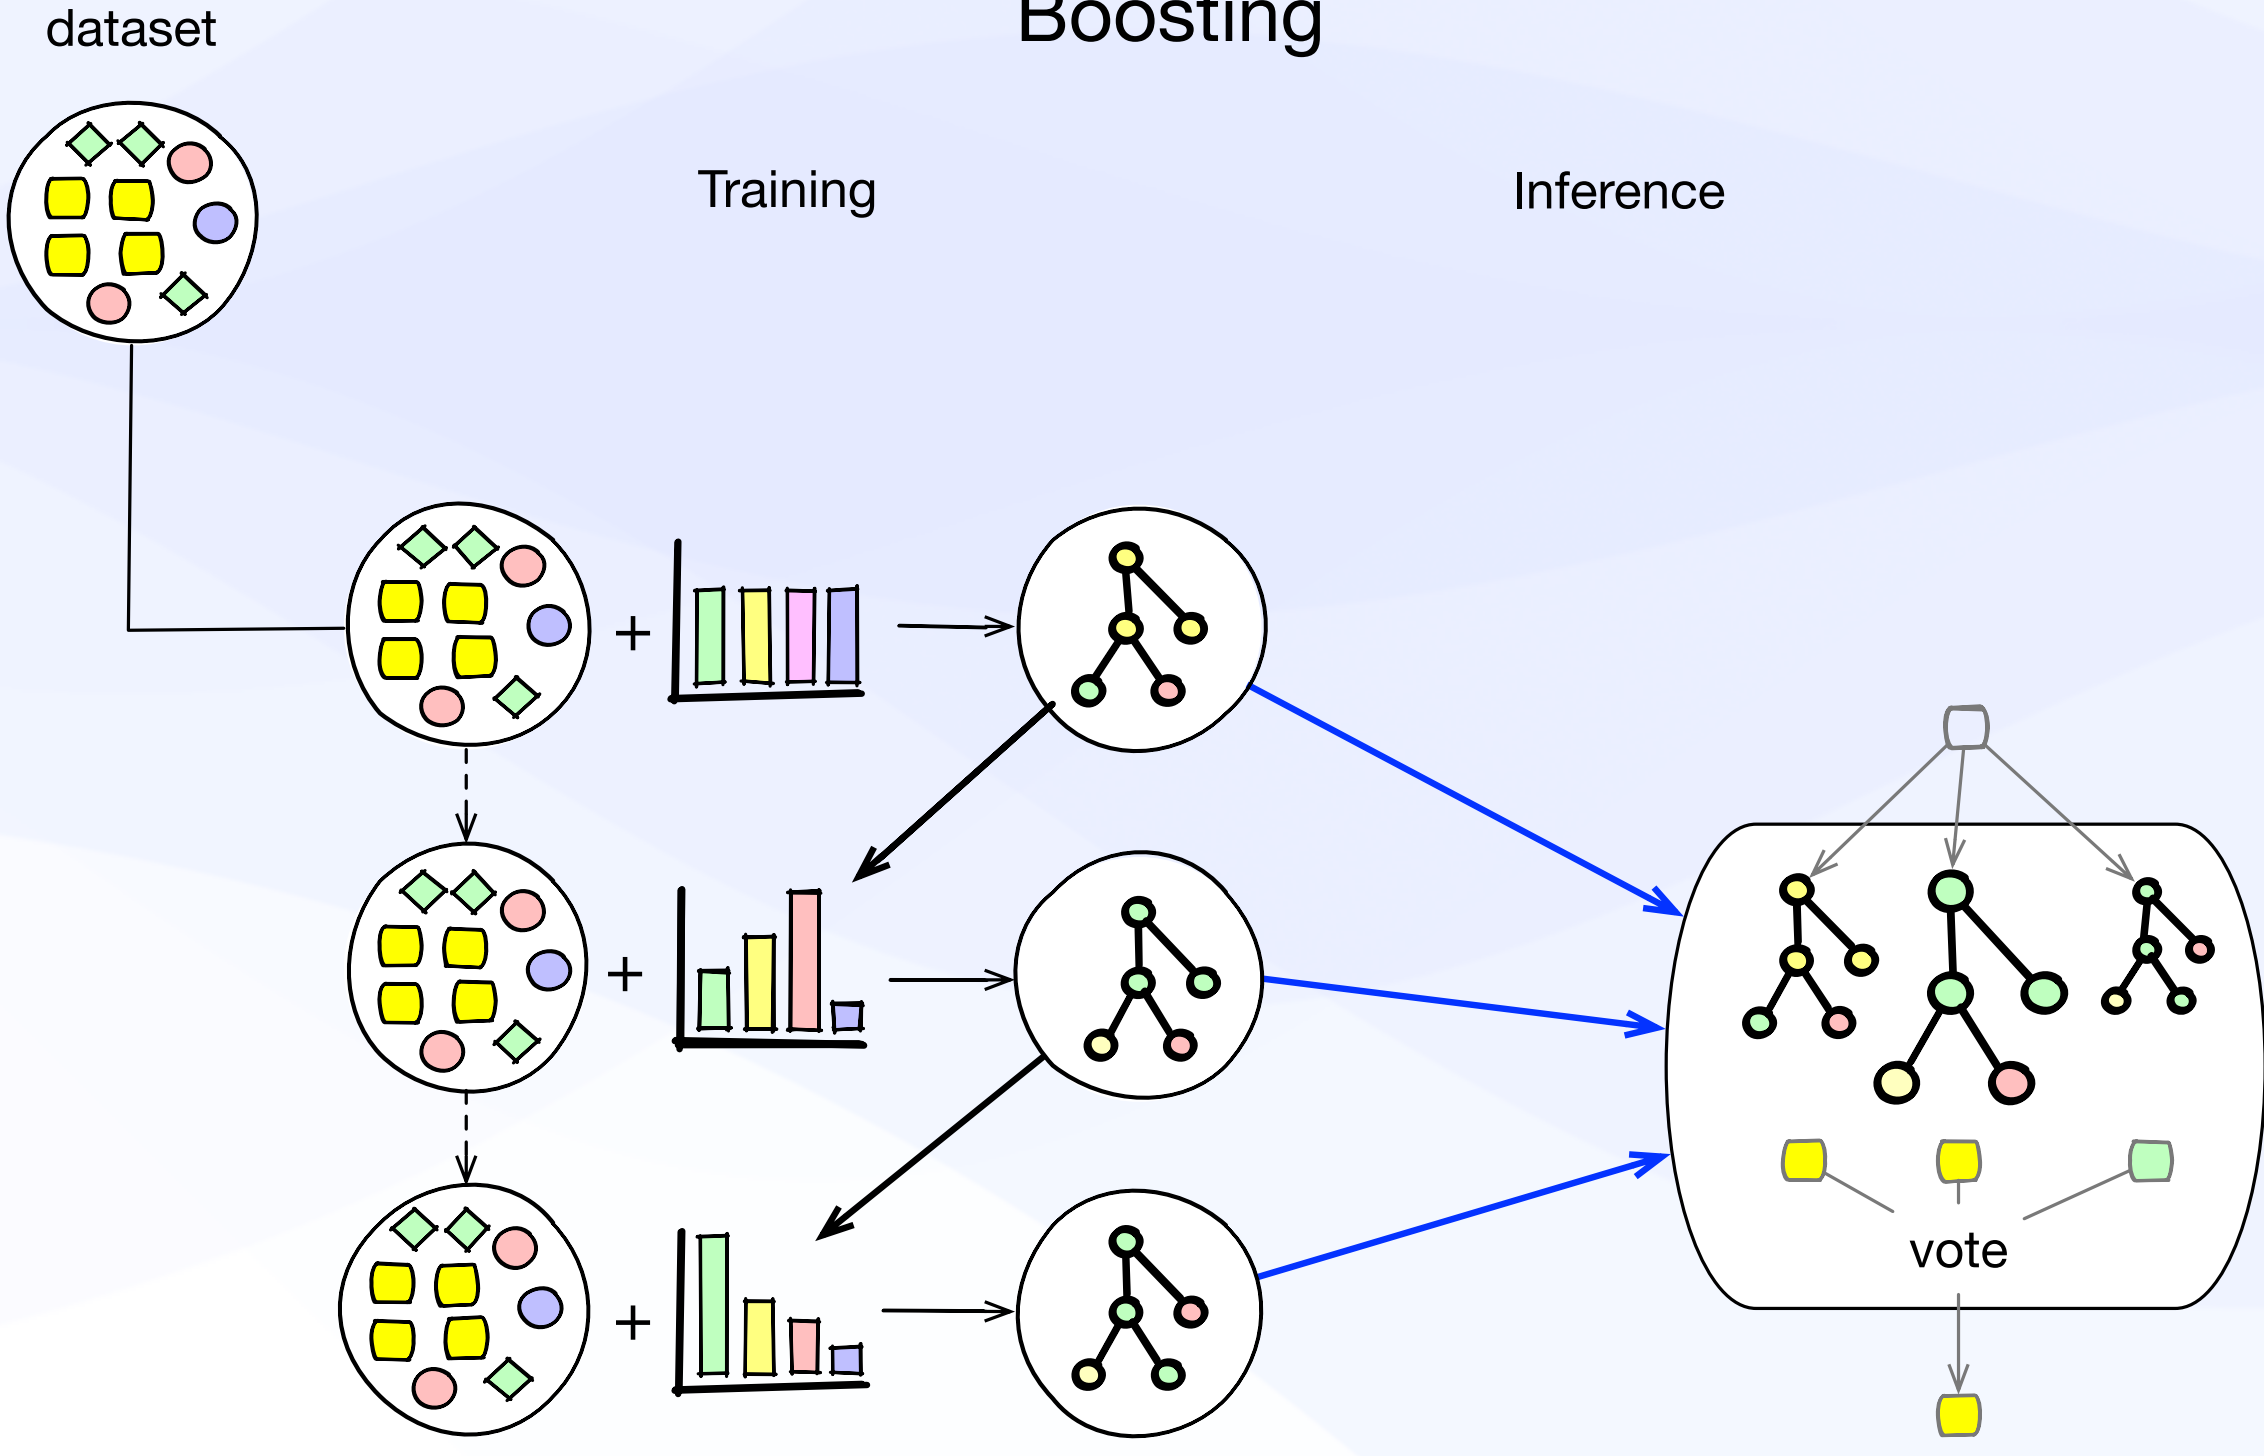 dataset
Boosting
Training
Inference
+
+
+
vote